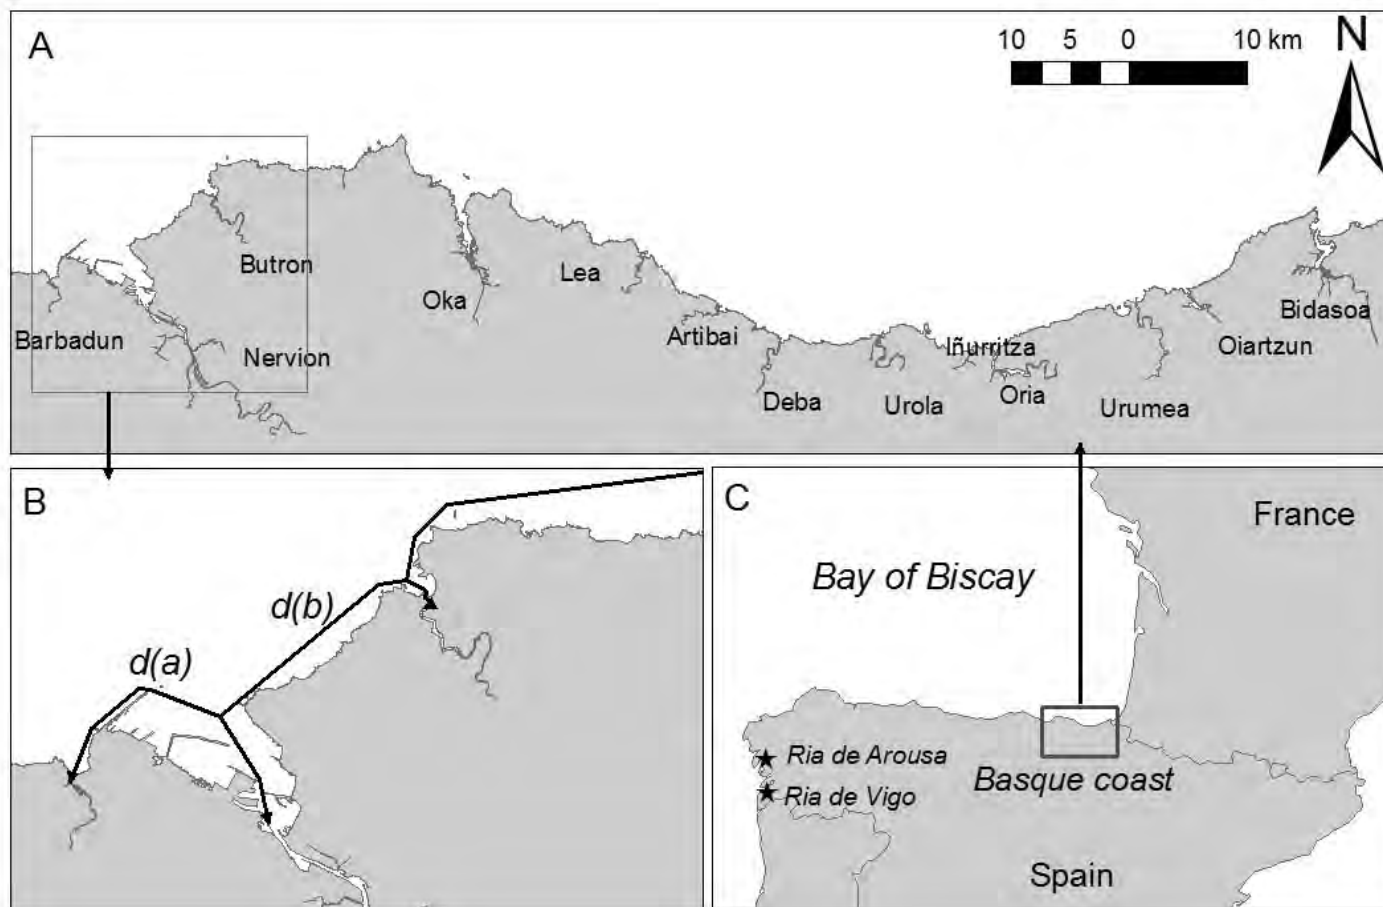 A
10 5 0 10 km
N
Butron
Lea
Oka
Bidasoa
Barbadun
Artibai
Iñurritza
Oiartzun
Nervion
Deba
Urola
Oria
Urumea
B
d(b)
d(a)
C
France
Bay of Biscay
Ria de Arousa
Basque coast
Ria de Vigo
Spain